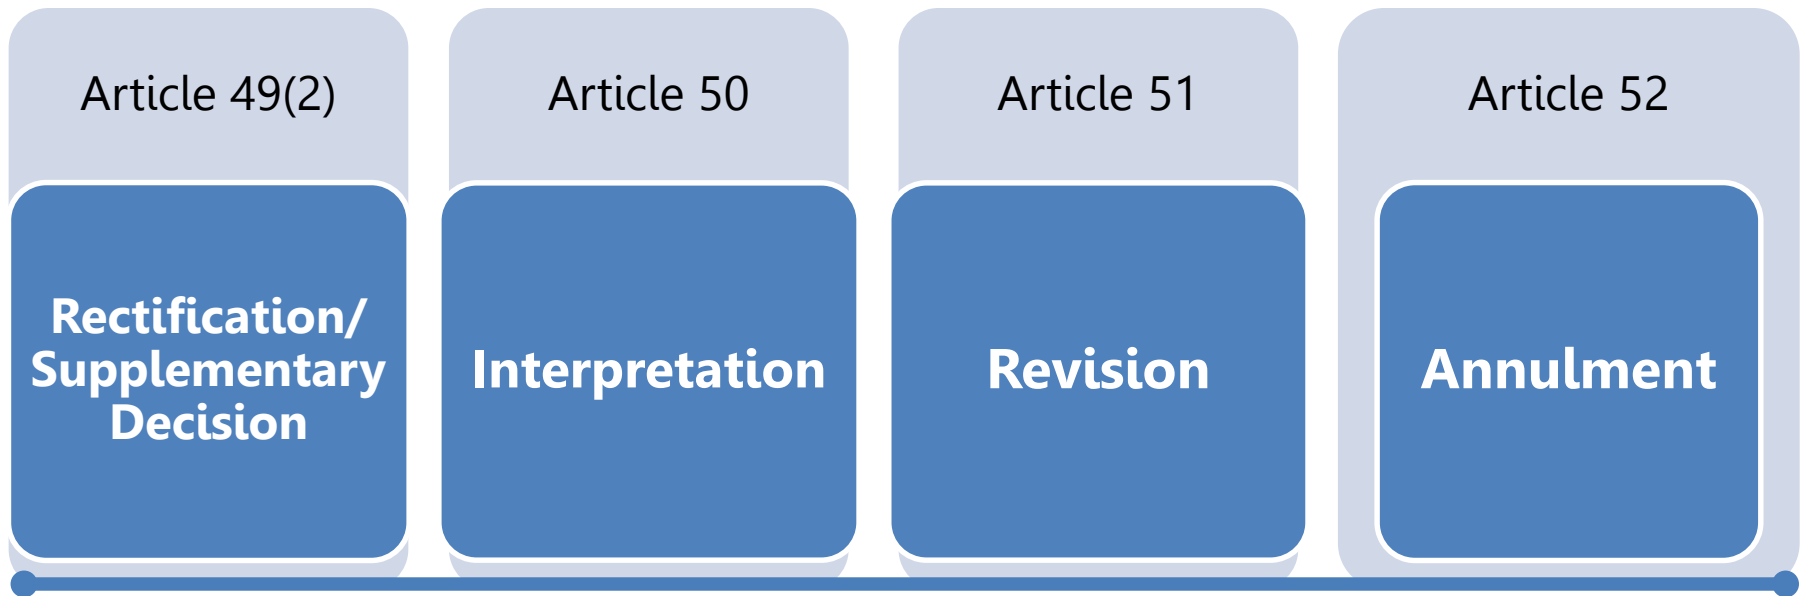 Article 49(2)
Rectification/
Supplementary
Decision
Article 50
Interpretation
Article 51
Revision
Article 52
Annulment